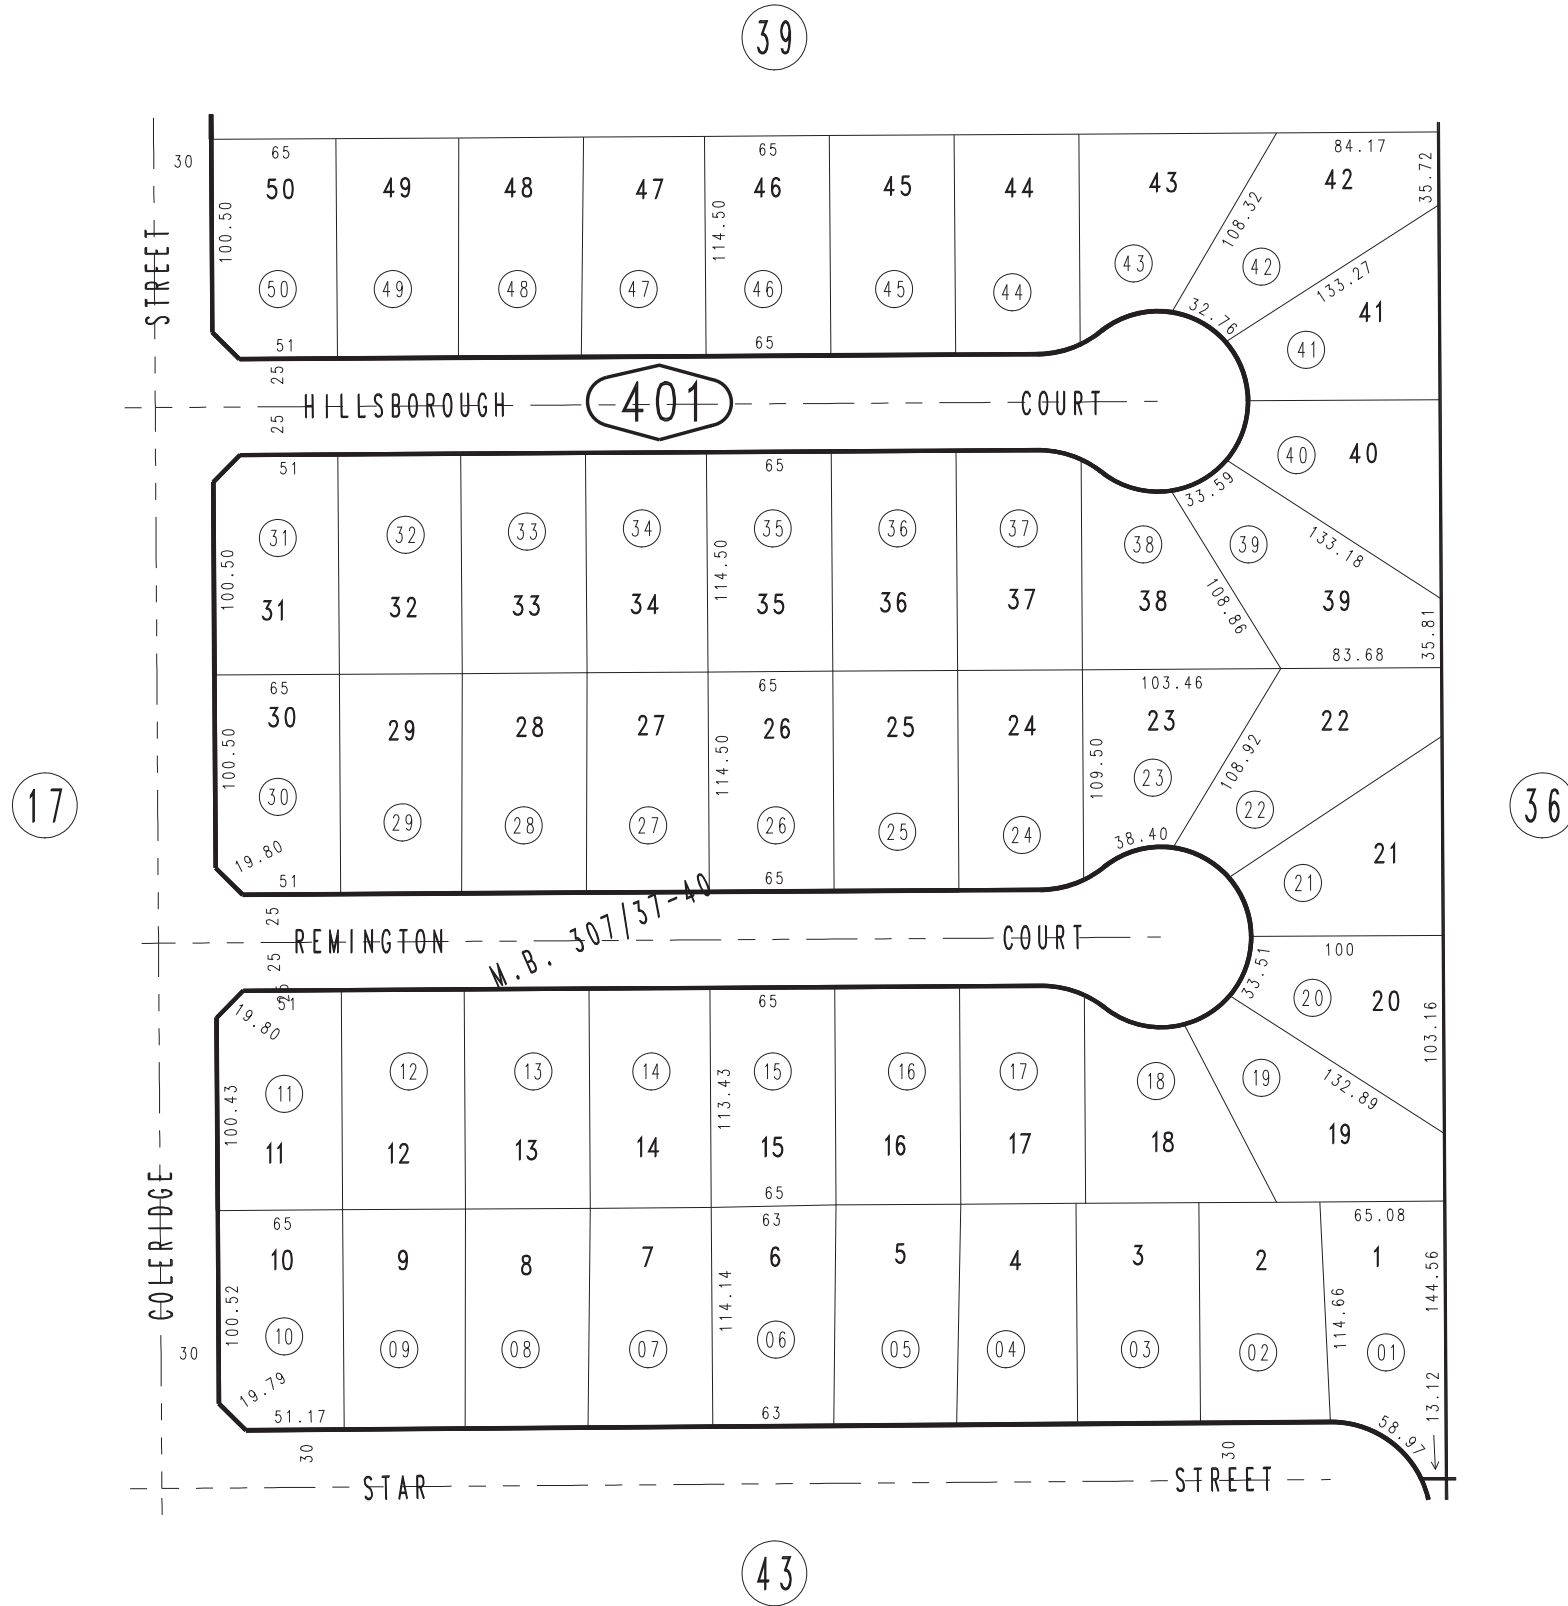 39
65 65 84.17
30 50 49 48 47 46 45 44 43 42 35.72
100.50 114.50 108.32
STREET 50 49 48 47 46 45 44 43 42 133.27
32.76 41
51 65 41
25
HILLSBOROUGH 401 COURT
25
51 65 40 40
33.59
31 32 33 34 35 36 37 38 39 133.18
100.50 114.50 108.86
31 32 33 34 35 36 37 38 39 35.81
83.68
65 65 103.46
30 29 28 27 26 25 24 23 22
100.50 114.50 109.50 108.92
17 30 29 28 27 26 25 24 23 22 36
19.80 38.40 21
51 65 21
25
M.B. 307/37-40
REMINGTON COURT
25 100
25 33.51
51 65 20 20
19.80 103.16
11 12 13 14 15 16 17 18 19 132.89
100.43 113.43
11 12 13 14 15 16 17 18 19
65
65 63 65.08
COLERIDGE 10 9 8 7 6 5 4 3 2 1
100.52 114.14 114.66 144.56
30 10 09 08 07 06 05 04 03 02 01
19.79 13.12
51.17 63 58.97
30 30
STAR STREET
43